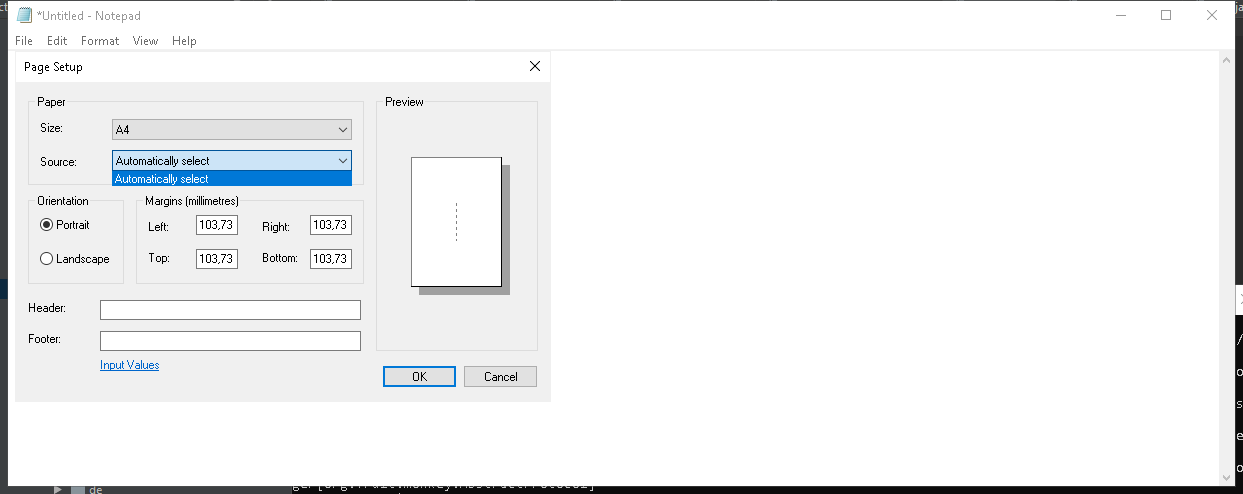 *Untitled - Notepad
File Edit Format View Help
Page Setup
Paper
Size: A4
Source: Automatically select
Automatically select
Orientation
Portrait
Landscape
Margins (millimetres)
Left: 103,73 Right: 103,73
Top: 103,73 Bottom: 103,73
Header:
Footer:
Input Values
Preview
OK Cancel
de